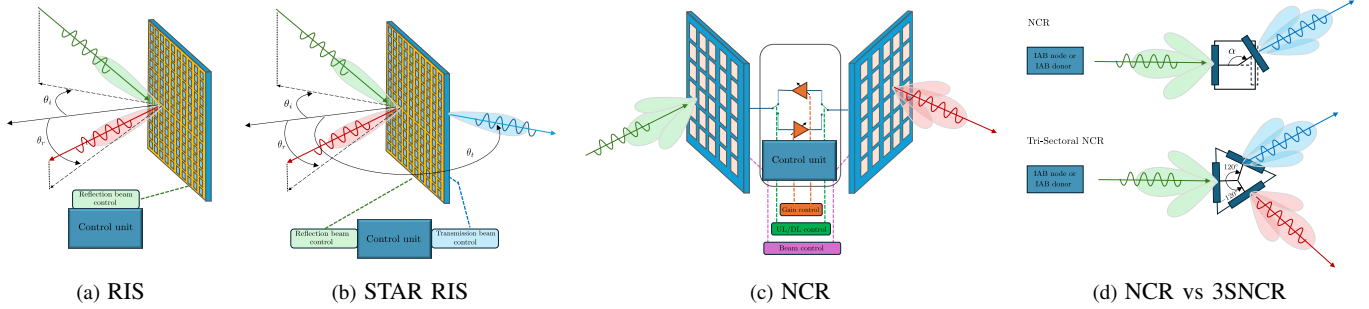 θi
θr
Reflection beam
control
Control unit
(a) RIS
θi
θr
θt
Reflection beam
control
Control unit
Transmission beam
control
(b) STAR RIS
Control unit
Gain control
UL/DL control
Beam control
(c) NCR
NCR
IAB node or
IAB donor
α
Tri-Sectoral NCR
IAB node or
IAB donor
120°
-120°
(d) NCR vs 3SNCR